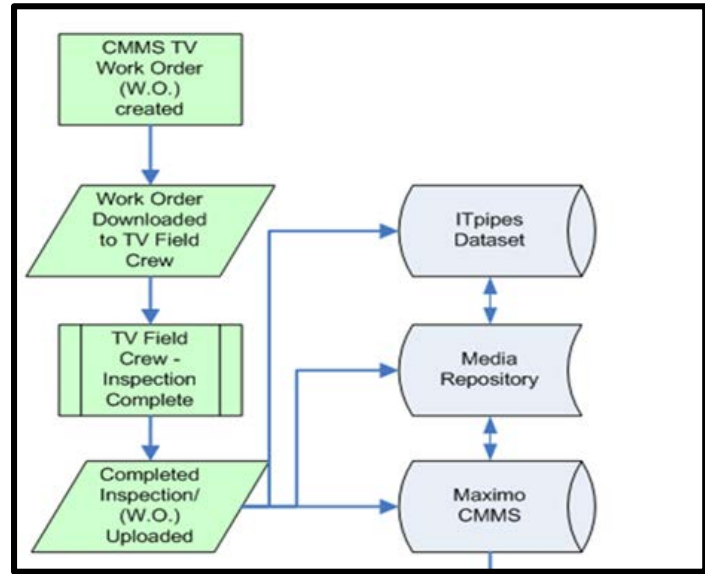 CMMS TV
Work Order
(W.O.)
created
Work Order
Downloaded
to TV Field
Crew
ITpipes
Dataset
TV Field
Crew -
Inspection
Complete
Media
Repository
Completed
Inspection/
(W.O.)
Uploaded
Maximo
CMMS